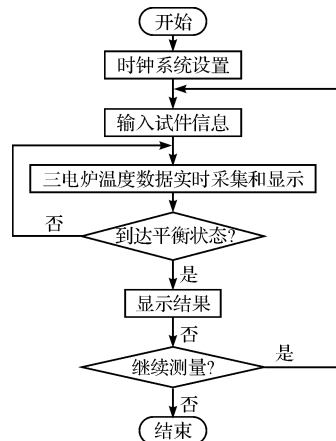 开始
时钟系统设置
输入试件信息
三电炉温度数据实时采集和显示
否
到达平衡状态?
是
显示结果
否
是
继续测量?
否
结束